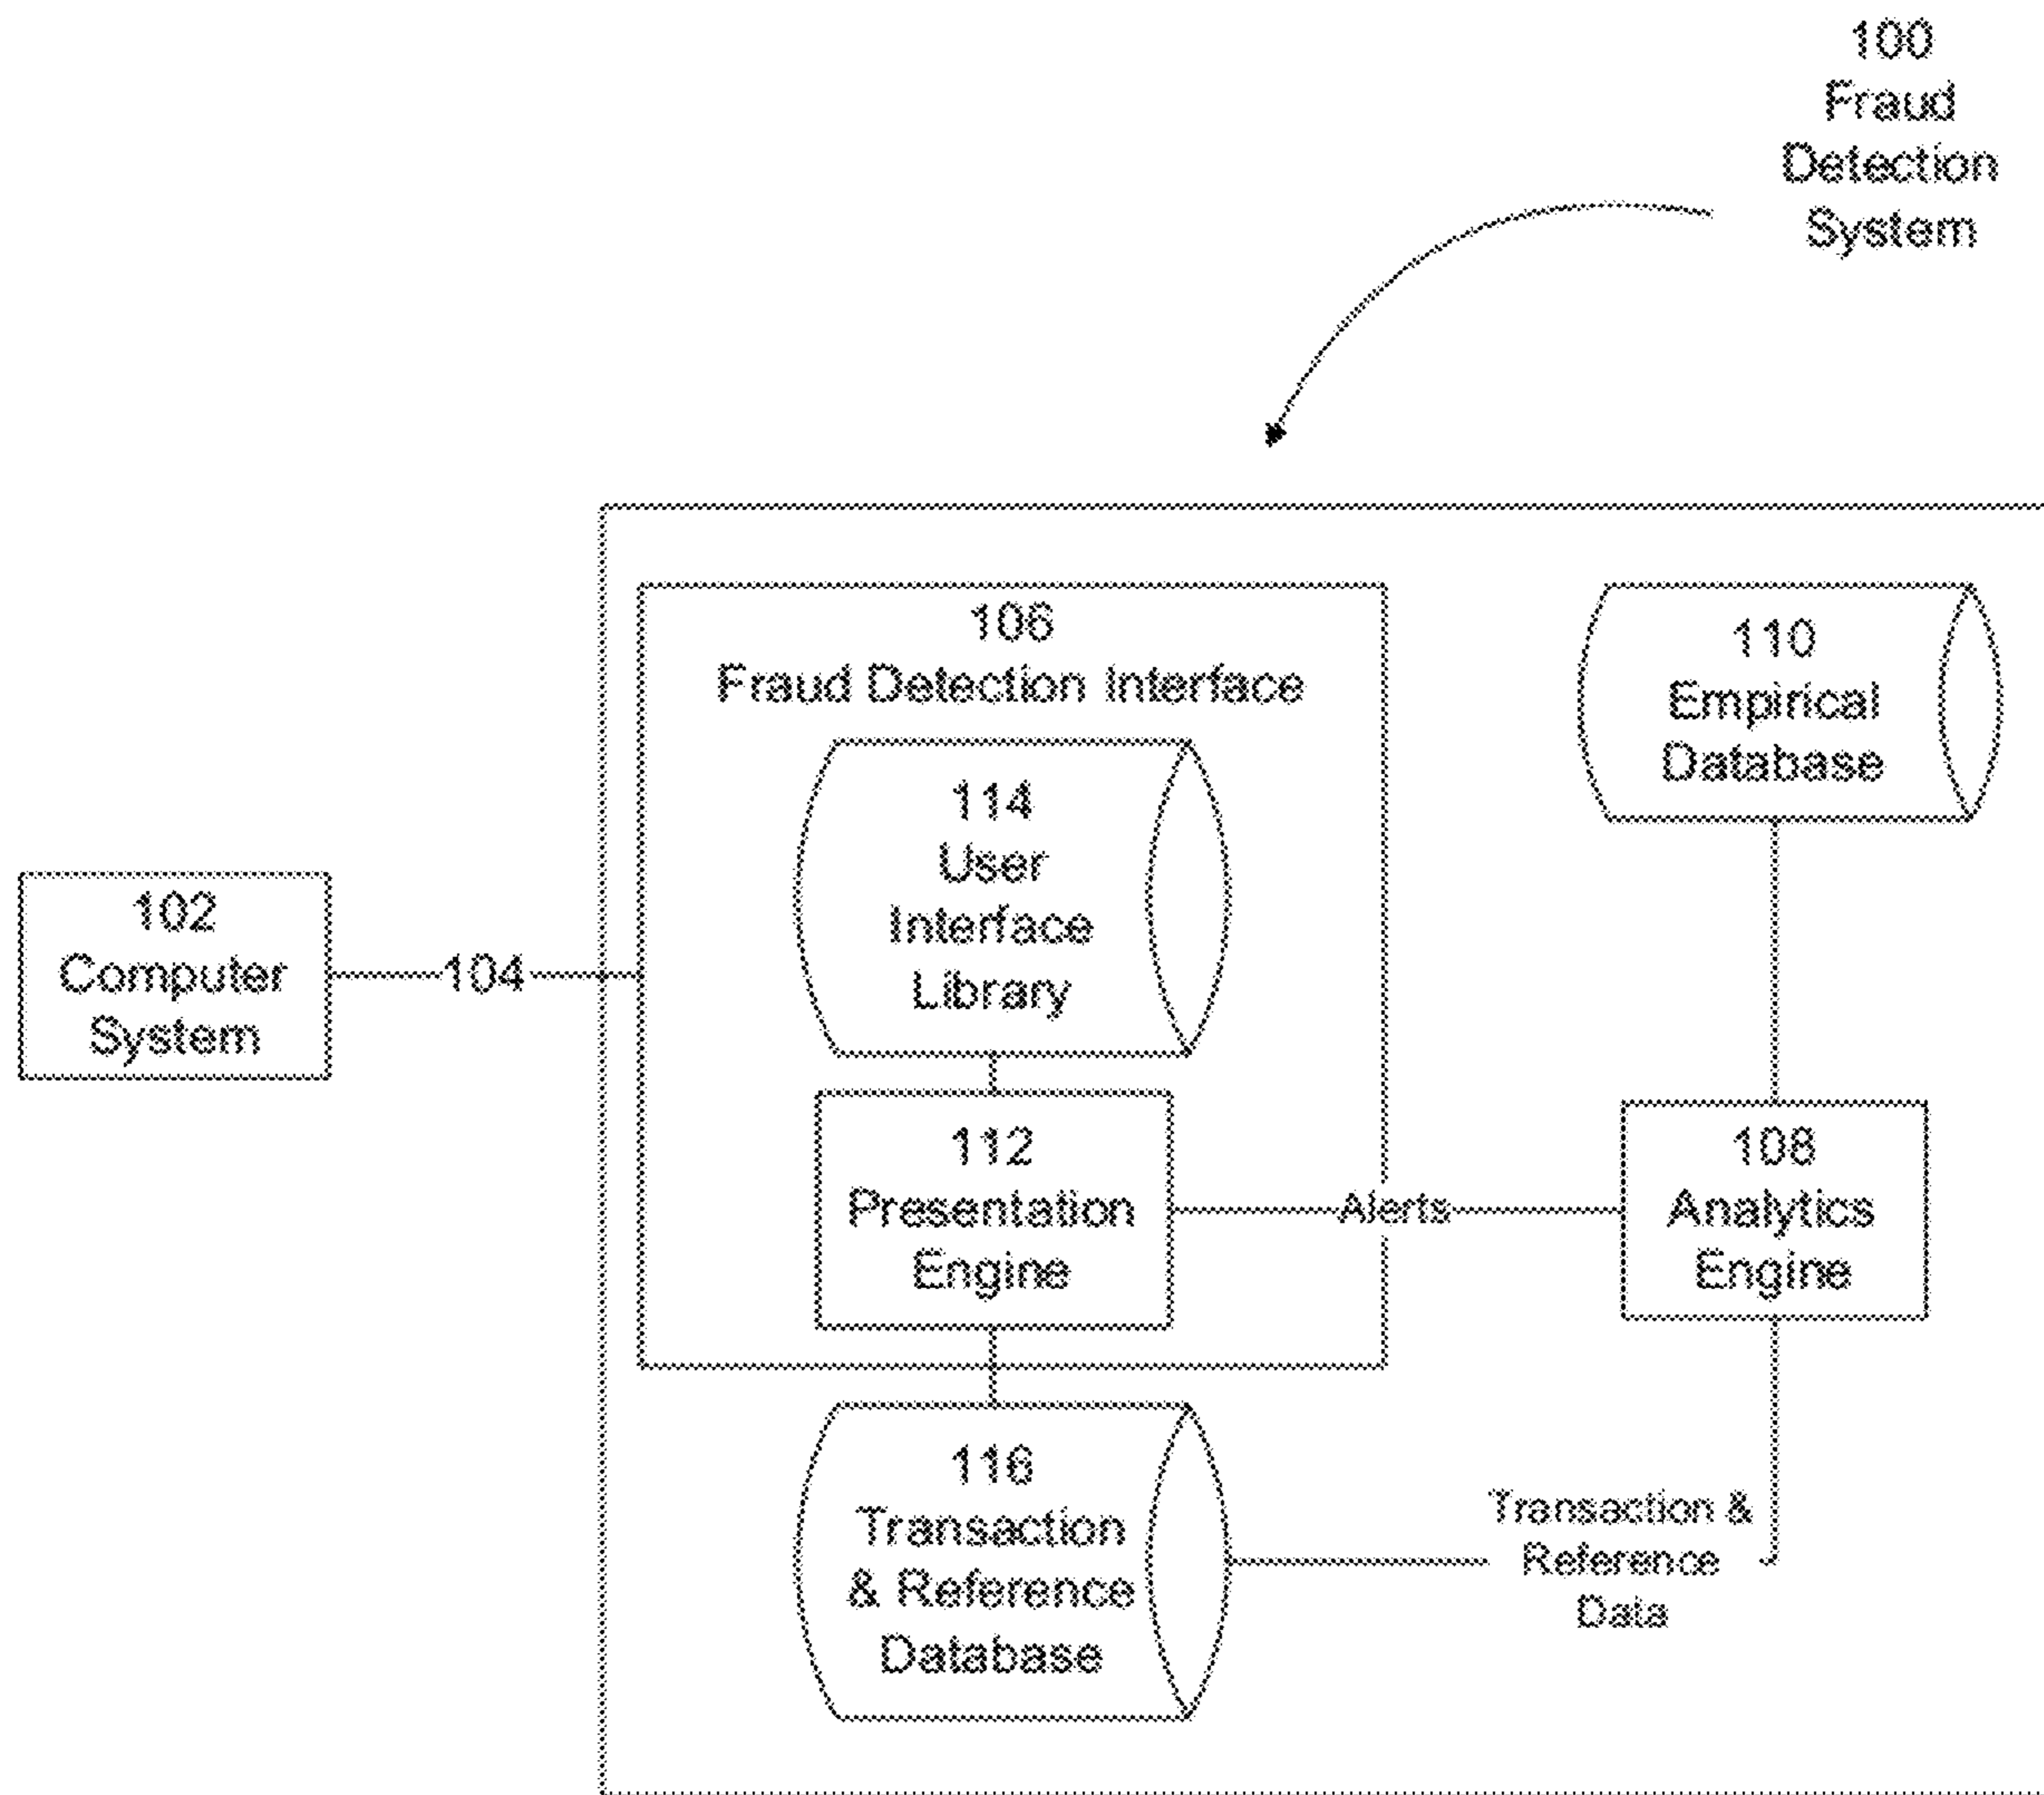 100
Fraud
Detection
System
106
Fraud Detection Interface
110
Empirical
Database
114
User
Interface
Library
102
Computer
System
104
112
Presentation
Engine
Alerts
108
Analytics
Engine
116
Transaction
& Reference
Database
Transaction &
Reference
Data